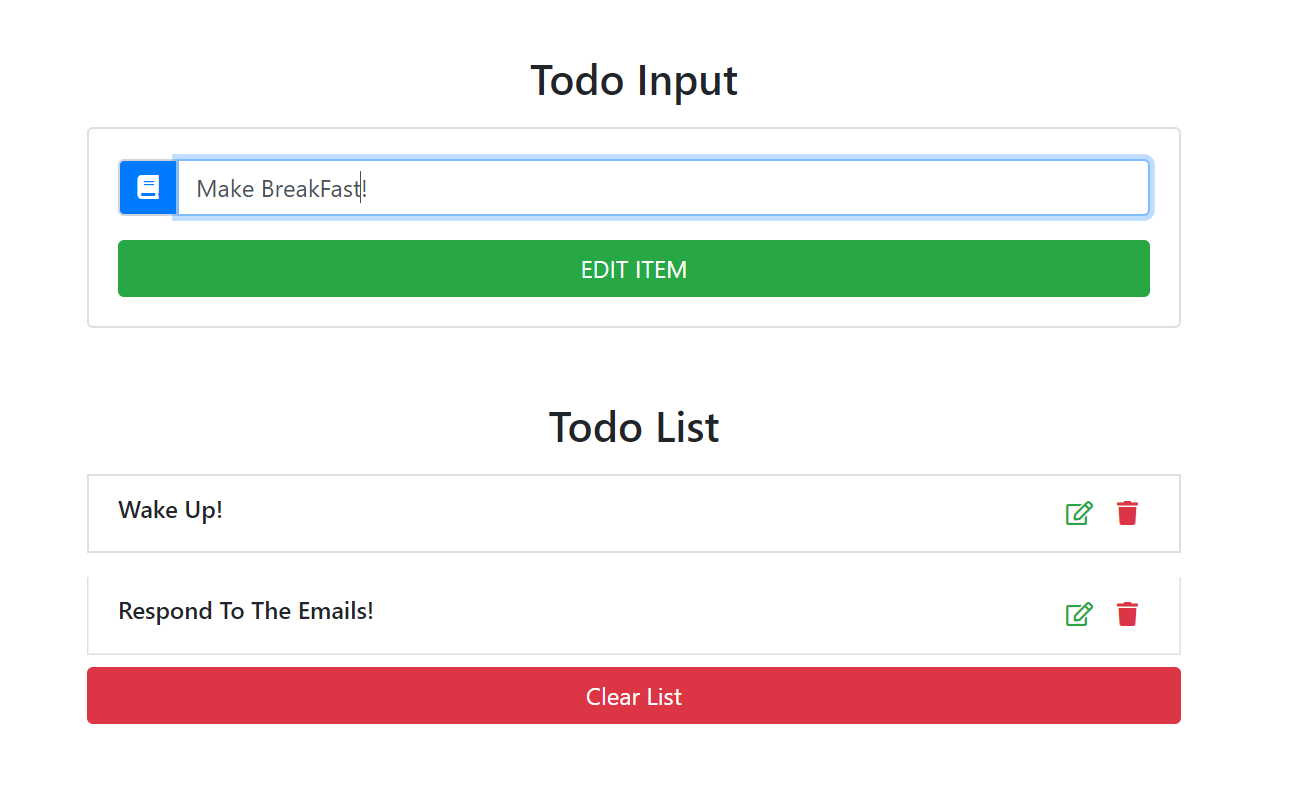 Todo Input
Make BreakFast!
EDIT ITEM
Todo List
Wake Up!
Respond To The Emails!
Clear List